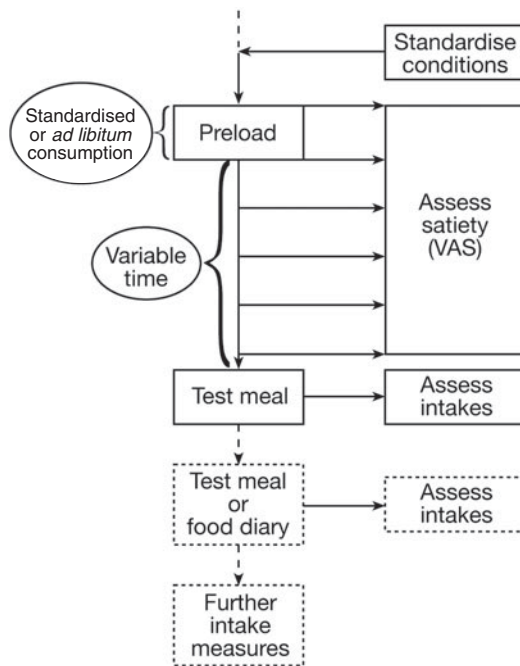 Standardise
conditions
Standardised
or ad libitum
consumption
Preload
Assess
satiety
(VAS)
Variable
time
Test meal
Assess
intakes
Test meal
or
food diary
Assess
intakes
Further
intake
measures